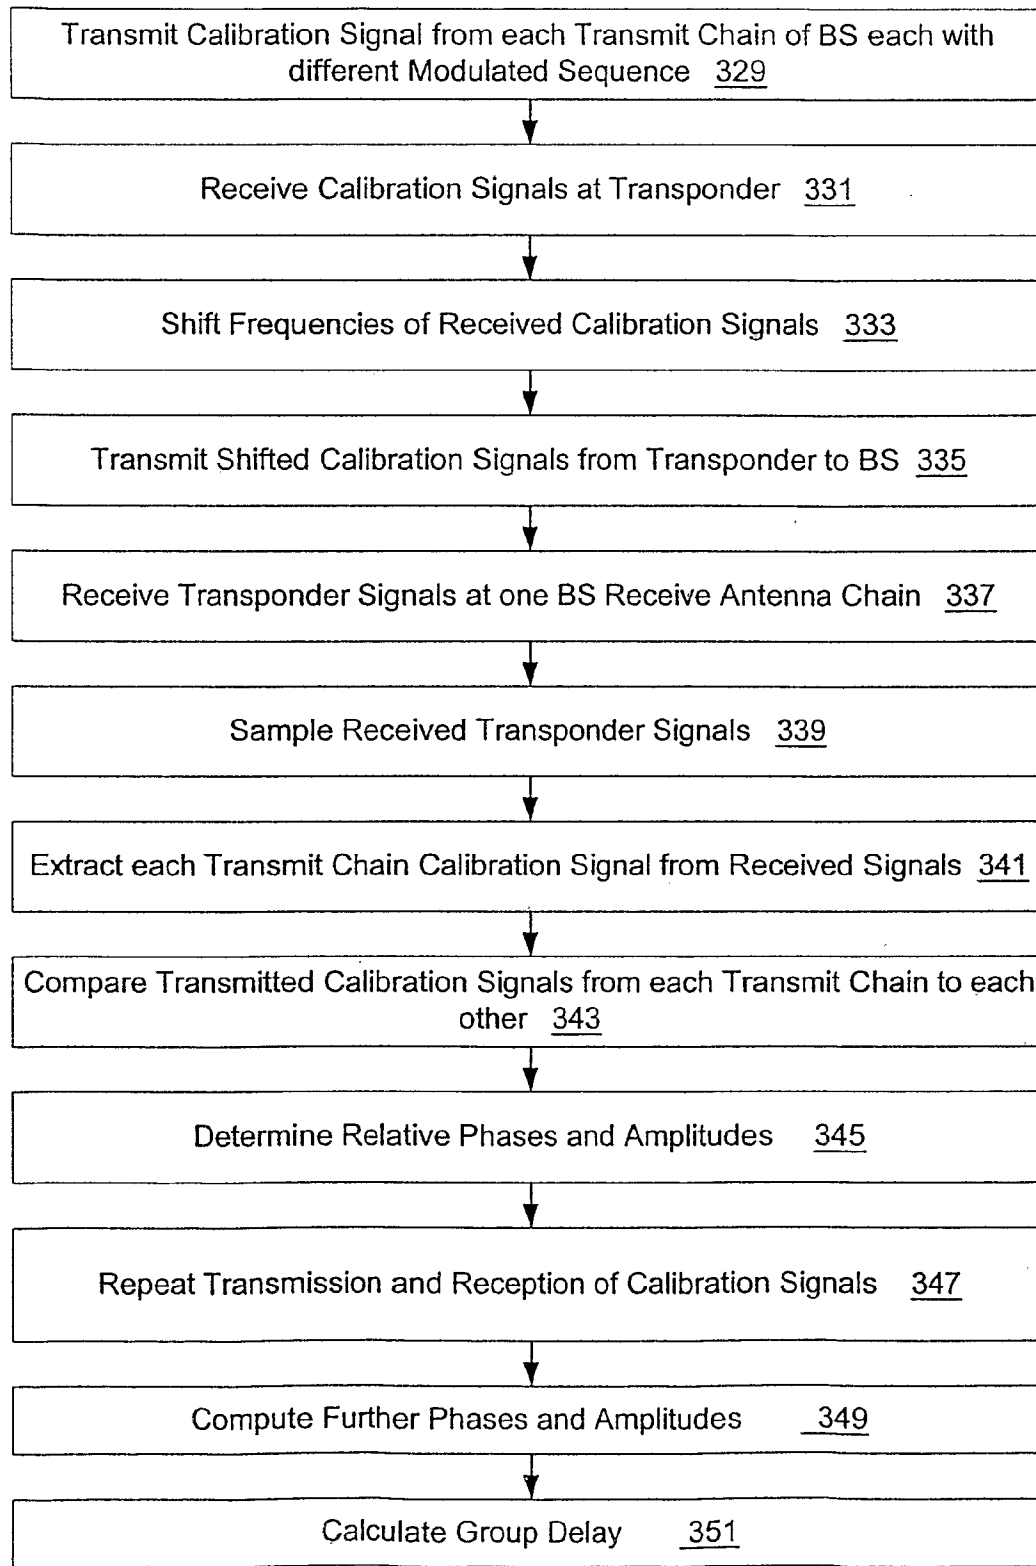 Transmit Calibration Signal from each Transmit Chain of BS each with
different Modulated Sequence 329
Receive Calibration Signals at Transponder 331
Shift Frequencies of Received Calibration Signals 333
Transmit Shifted Calibration Signals from Transponder to BS 335
Receive Transponder Signals at one BS Receive Antenna Chain 337
Sample Received Transponder Signals 339
Extract each Transmit Chain Calibration Signal from Received Signals 341
Compare Transmitted Calibration Signals from each Transmit Chain to each
other 343
Determine Relative Phases and Amplitudes 345
Repeat Transmission and Reception of Calibration Signals 347
Compute Further Phases and Amplitudes 349
Calculate Group Delay 351